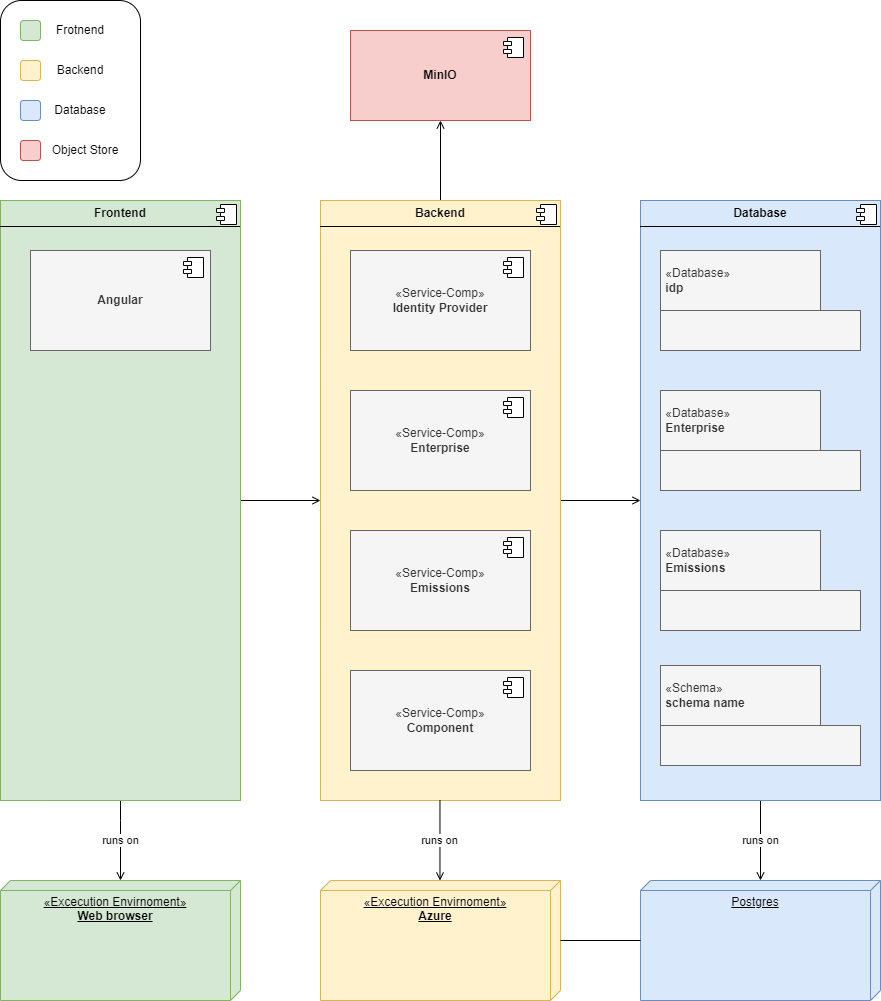 Frotnend
Backend
Database
Object Store
MinIO
Frontend
Backend
Database
Angular
«Service-Comp»
Identity Provider
«Database»
idp
«Service-Comp»
Enterprise
«Database»
Enterprise
«Service-Comp»
Emissions
«Database»
Emissions
«Service-Comp»
Component
«Schema»
schema name
runs on
runs on
runs on
«Excecution Envirnoment»
Web browser
«Excecution Envirnoment»
Azure
Postgres